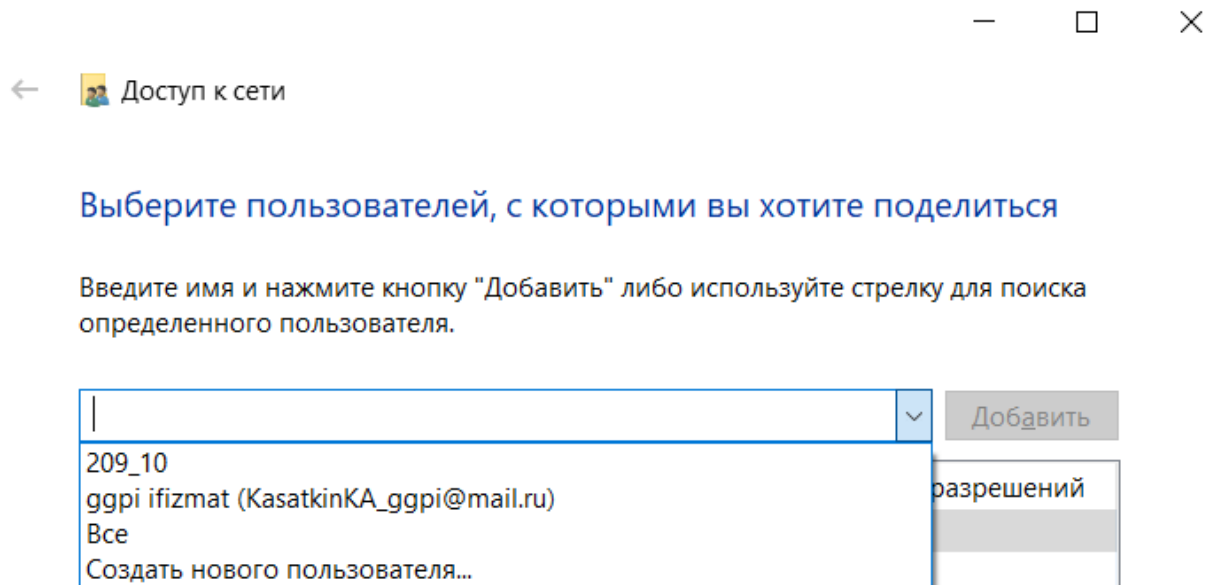 Доступ к сети
Выберите пользователей, с которыми вы хотите поделиться
Введите имя и нажмите кнопку "Добавить" либо используйте стрелку для поиска
определенного пользователя.
Добавить
209_10
ggpi ifizmat (KasatkinKA_ggpi@mail.ru)
разрешений
Все
Создать нового пользователя...